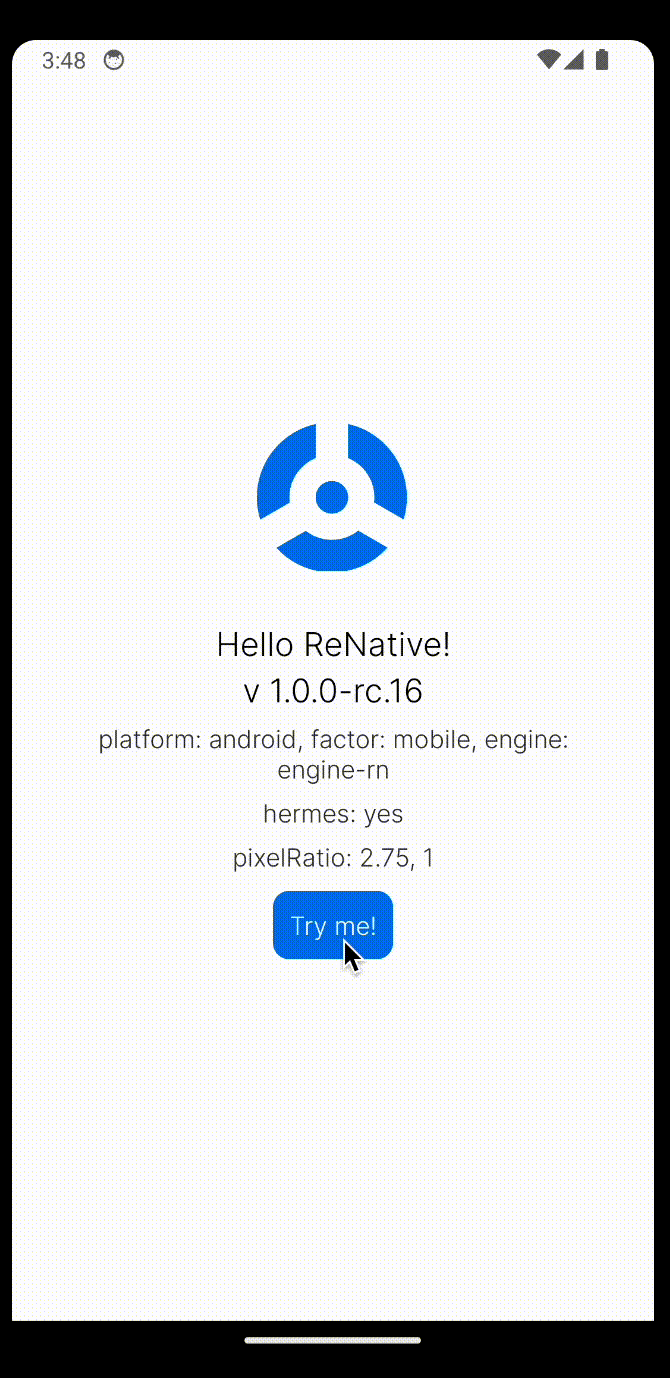 3:48
Hello ReNative!
v 1.0.0-rc.16
platform: android, factor: mobile, engine:
engine-rn
hermes: yes
pixelRatio: 2.75, 1
Try me!